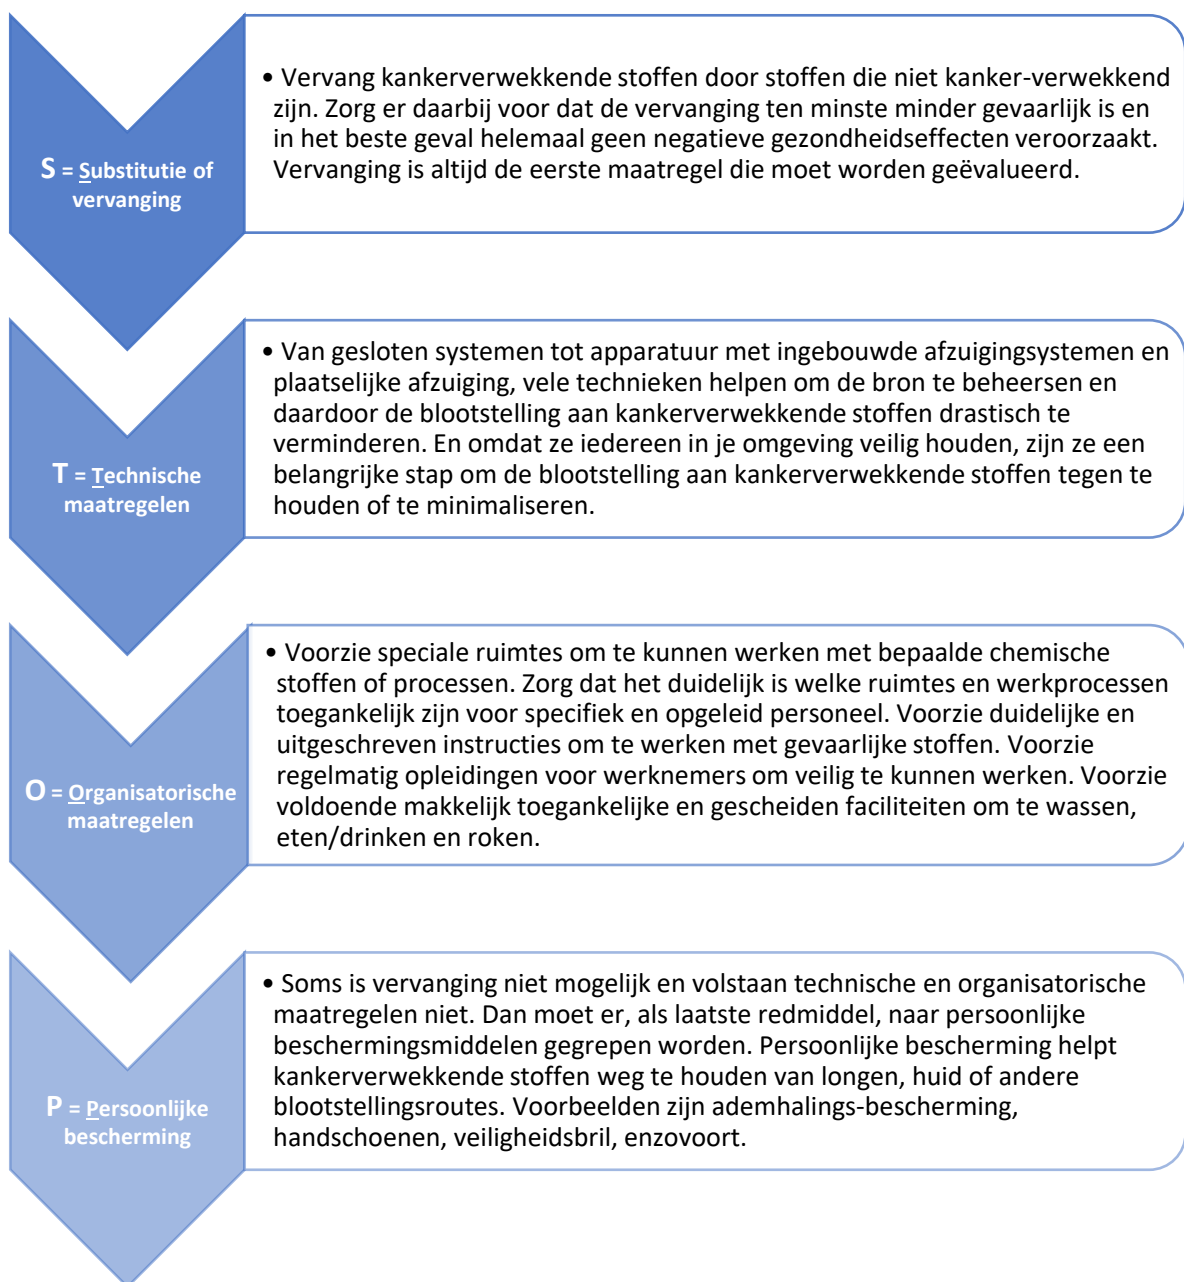 S = Substitutie of
vervanging
• Vervang kankerverwekkende stoffen door stoffen die niet kanker-verwekkend
zijn. Zorg er daarbij voor dat de vervanging ten minste minder gevaarlijk is en
in het beste geval helemaal geen negatieve gezondheidseffecten veroorzaakt.
Vervanging is altijd de eerste maatregel die moet worden geëvalueerd.
T = Technische
maatregelen
• Van gesloten systemen tot apparatuur met ingebouwde afzuigingsystemen en
plaatselijke afzuiging, vele technieken helpen om de bron te beheersen en
daardoor de blootstelling aan kankerverwekkende stoffen drastisch te
verminderen. En omdat ze iedereen in je omgeving veilig houden, zijn ze een
belangrijke stap om de blootstelling aan kankerverwekkende stoffen tegen te
houden of te minimaliseren.
O = Organisatorische
maatregelen
• Voorzie speciale ruimtes om te kunnen werken met bepaalde chemische
stoffen of processen. Zorg dat het duidelijk is welke ruimtes en werkprocessen
toegankelijk zijn voor specifiek en opgeleid personeel. Voorzie duidelijke en
uitgeschreven instructies om te werken met gevaarlijke stoffen. Voorzie
regelmatig opleidingen voor werknemers om veilig te kunnen werken. Voorzie
voldoende makkelijk toegankelijke en gescheiden faciliteiten om te wassen,
eten/drinken en roken.
P = Persoonlijke
bescherming
• Soms is vervanging niet mogelijk en volstaan technische en organisatorische
maatregelen niet. Dan moet er, als laatste redmiddel, naar persoonlijke
beschermingsmiddelen gegrepen worden. Persoonlijke bescherming helpt
kankerverwekkende stoffen weg te houden van longen, huid of andere
blootstellingsroutes. Voorbeelden zijn ademhalings-bescherming,
handschoenen, veiligheidsbril, enzovoort.